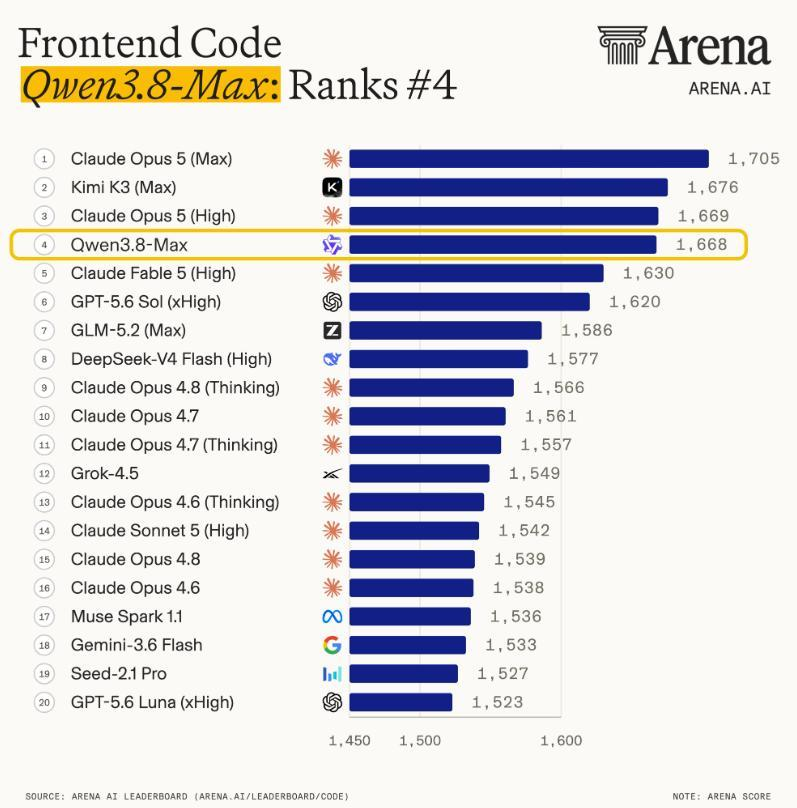 Frontend Code
Qwen3.8-Max: Ranks #4
Arena
ARENA.AI
1 Claude Opus 5 (Max) 1,705
2 Kimi K3 (Max) K 1,676
3 Claude Opus 5 (High) 1,669
4 Qwen3.8-Max 1,668
5 Claude Fable 5 (High) 1,630
6 GPT-5.6 Sol (xHigh) 1,620
7 GLM-5.2 (Max) Z 1,586
8 DeepSeek-V4 Flash (High) 1,577
9 Claude Opus 4.8 (Thinking) 1,566
10 Claude Opus 4.7 1,561
11 Claude Opus 4.7 (Thinking) 1,557
12 Grok-4.5 1,549
13 Claude Opus 4.6 (Thinking) 1,545
14 Claude Sonnet 5 (High) 1,542
15 Claude Opus 4.8 1,539
16 Claude Opus 4.6 1,538
17 Muse Spark 1.1 1,536
18 Gemini-3.6 Flash G 1,533
19 Seed-2.1 Pro 1,527
20 GPT-5.6 Luna (xHigh) 1,523
1,450 1,500 1,600
SOURCE: ARENA AI LEADERBOARD (ARENA.AI/LEADERBOARD/CODE) NOTE: ARENA SCORE